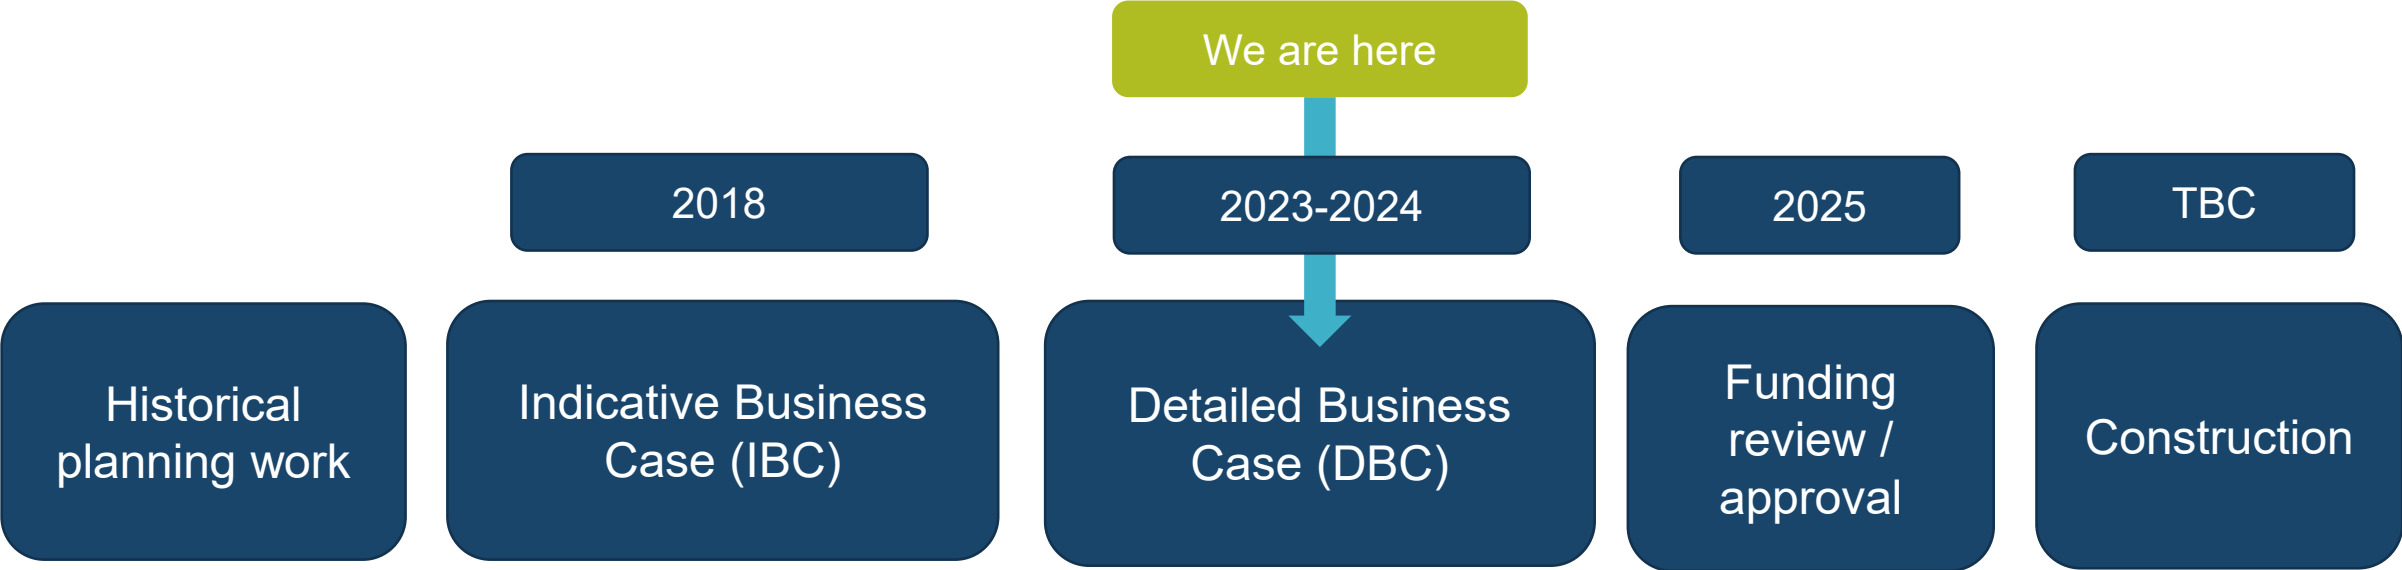 We are here
2018
2023-2024
2025
TBC
Historical
planning work
Indicative Business
Case (IBC)
Detailed Business
Case (DBC)
Funding
review /
approval
Construction